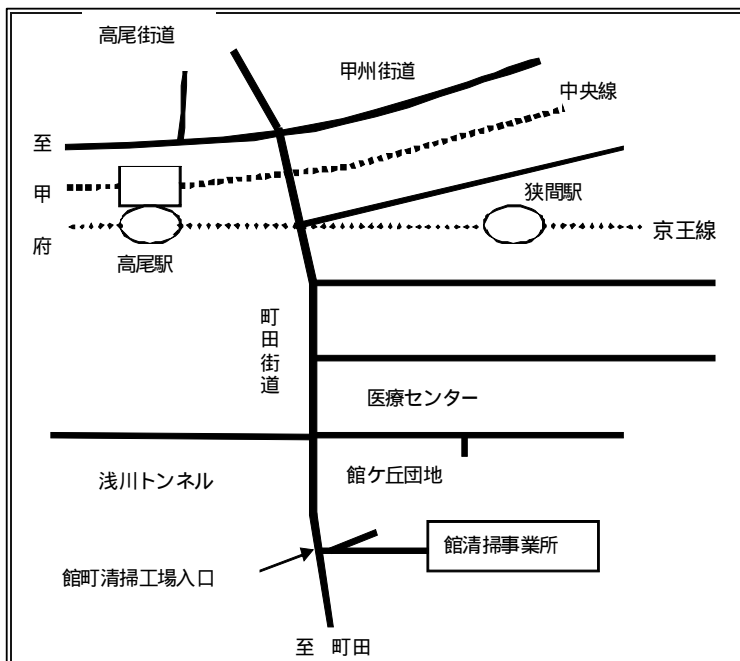 高尾街道
甲州街道
中央線
至甲府
狭間駅
京王線
高尾駅
町田街道
医療センター
浅川トンネル
館ケ丘団地
館清掃事業所
館町清掃工場入口
至 町田